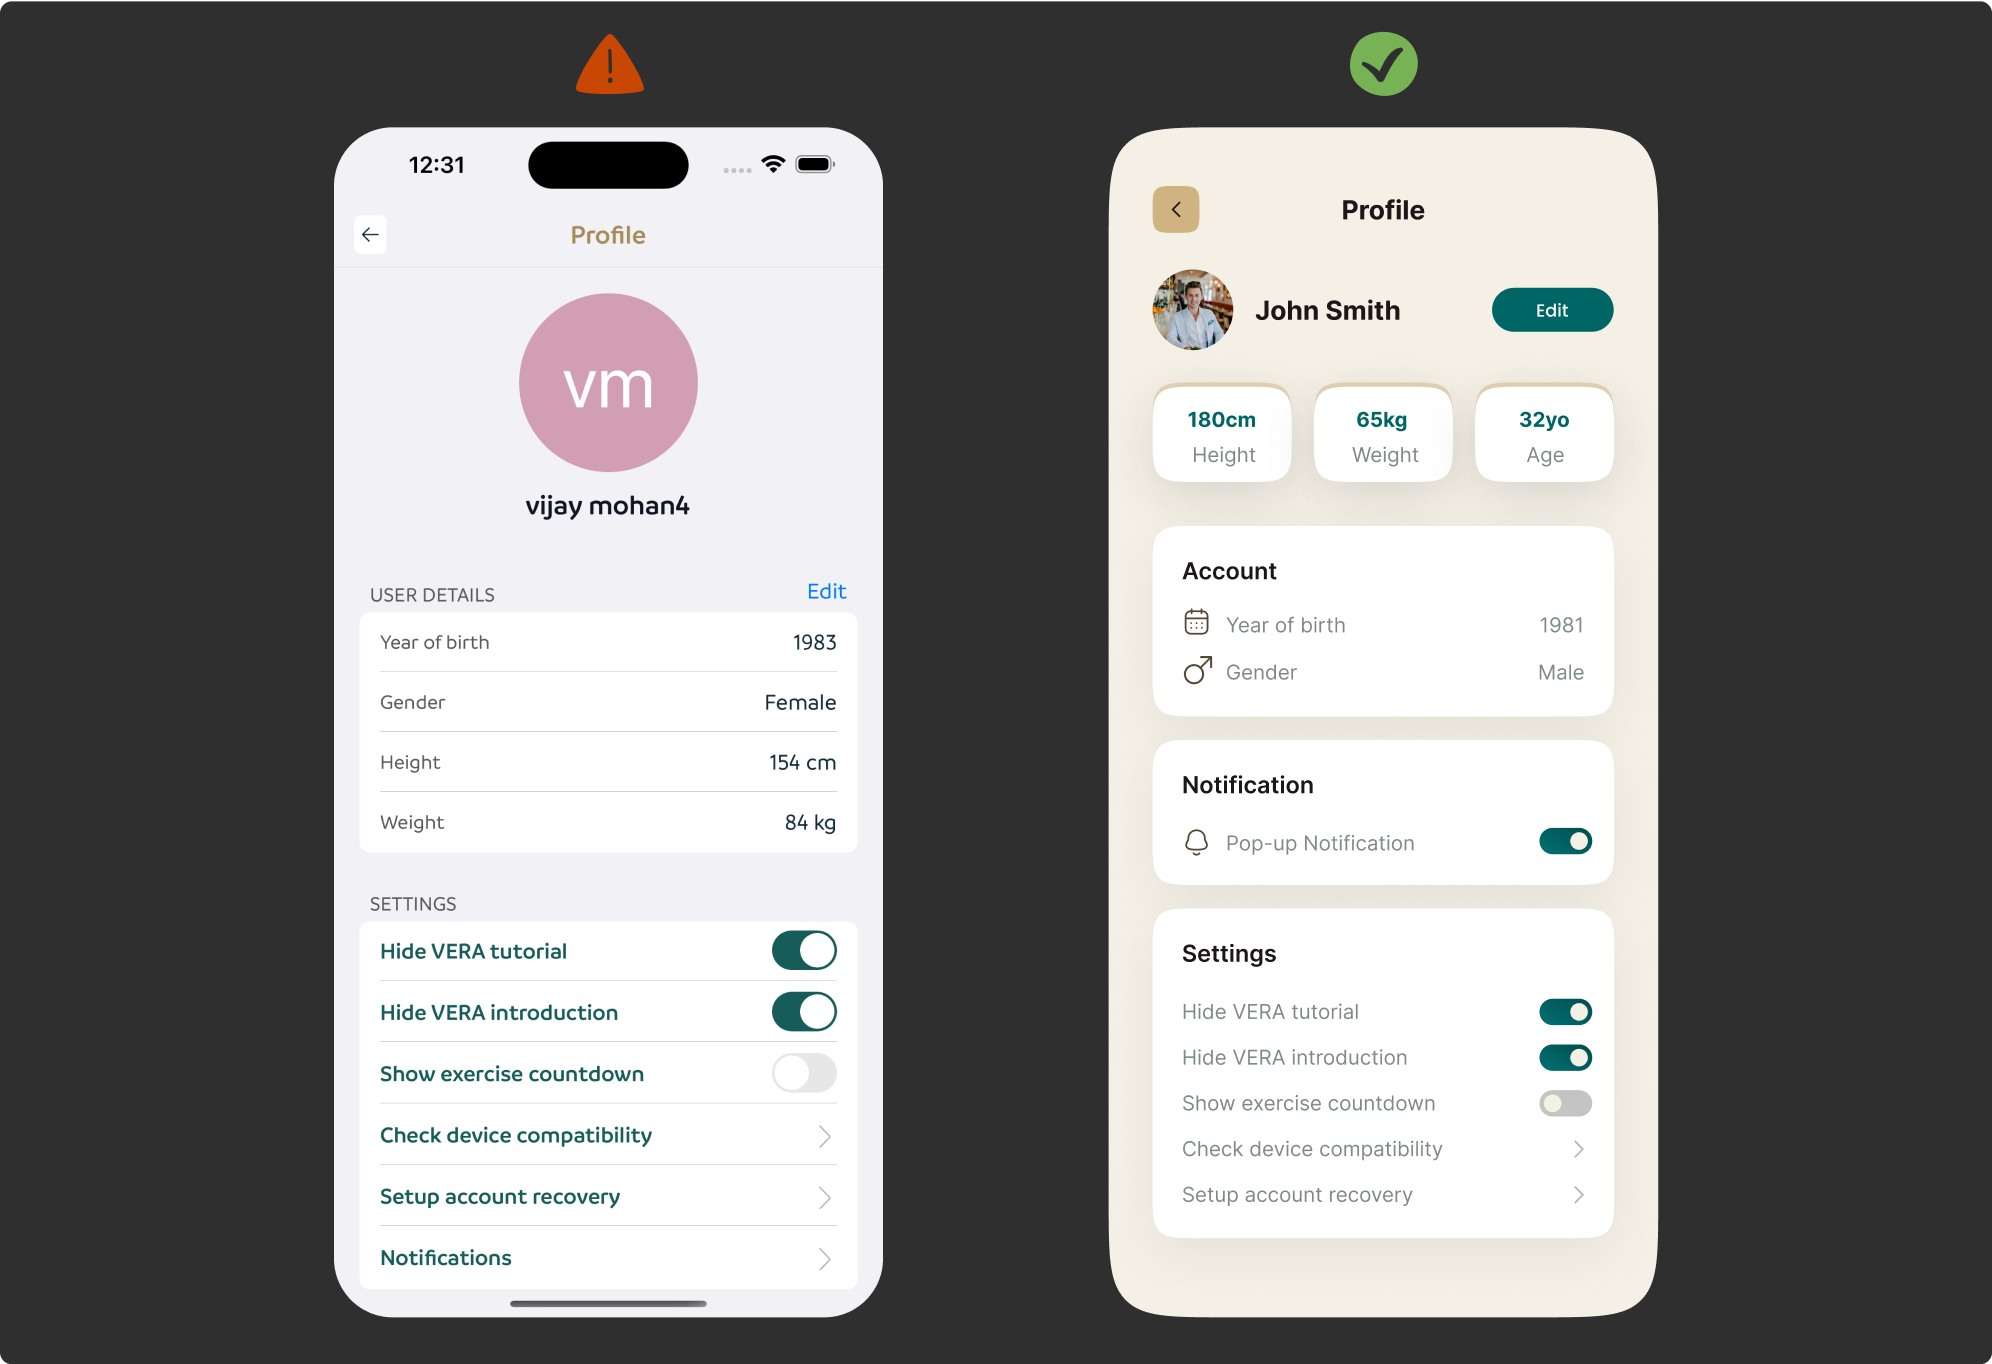 12:31
Profile
vm
vijay mohan4
USER DETAILS Edit
Year of birth 1983
Gender Female
Height 154 cm
Weight 84 kg
SETTINGS
Hide VERA tutorial
Hide VERA introduction
Show exercise countdown
Check device compatibility
Setup account recovery
Notifications
Profile
John Smith Edit
180cm 65kg 32yo
Height Weight Age
Account
Year of birth 1981
Gender Male
Notification
Pop-up Notification
Settings
Hide VERA tutorial
Hide VERA introduction
Show exercise countdown
Check device compatibility
Setup account recovery